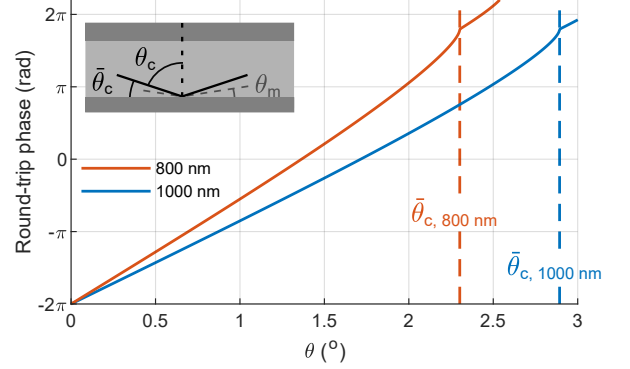 2π
π
0
-π
-2π
Round-trip phase (rad)
θc
θ̄c
θm
800 nm
1000 nm
θ̄c, 800 nm
θ̄c, 1000 nm
0
0.5
1
1.5
2
2.5
3
θ (°)